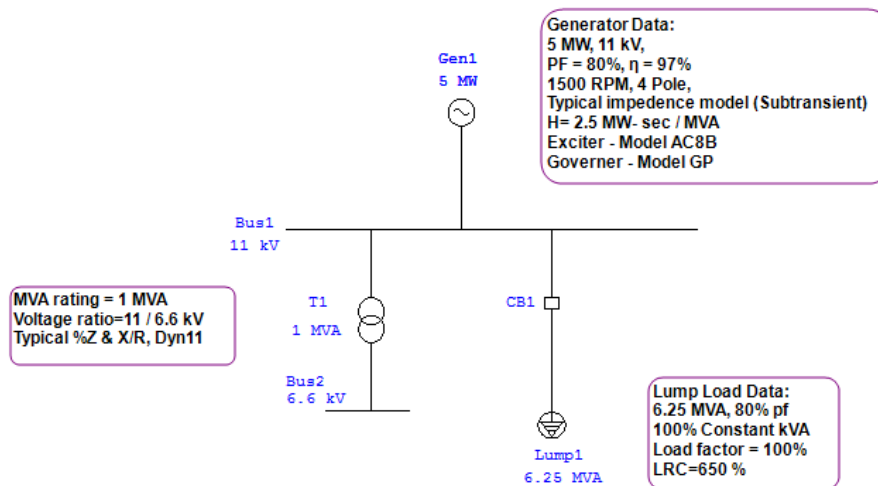 Generator Data:
5 MW, 11 kV,
PF = 80%, η = 97%
1500 RPM, 4 Pole,
Typical impedence model (Subtransient)
H= 2.5 MW- sec / MVA
Exciter - Model AC8B
Governer - Model GP
Gen1
5 MW
Bus1
11 kV
MVA rating = 1 MVA
Voltage ratio=11 / 6.6 kV
Typical %Z & X/R, Dyn11
T1
1 MVA
CB1
Bus2
6.6 kV
Lump Load Data:
6.25 MVA, 80% pf
100% Constant kVA
Load factor = 100%
LRC=650 %
Lump1
6.25 MVA